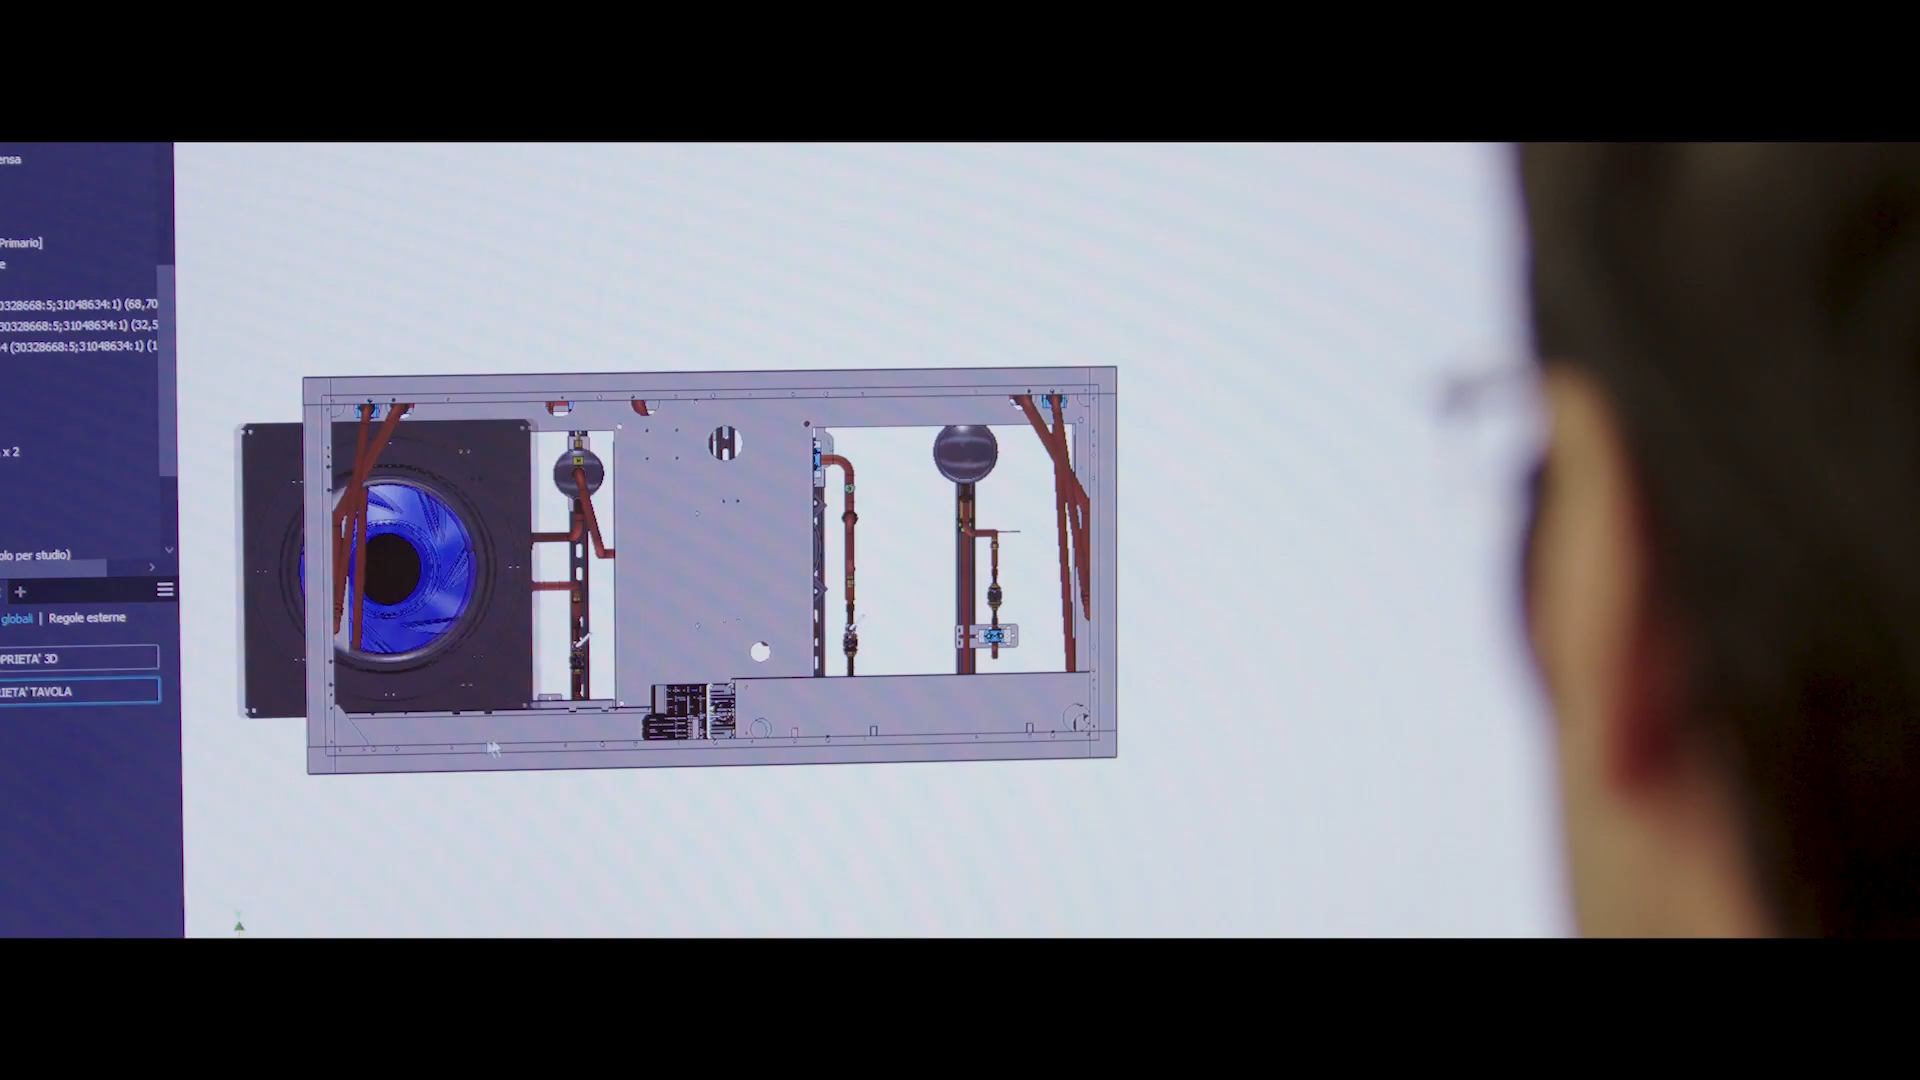 ensa
Primario]
e
0328668:5;31048634:1) (68,70
30328668:5;31048634:1) (32,5
4 (30328668:5;31048634:1) (1
x 2
olo per studio)
globali | Regole esterne
PRIETA' 3D
IETA' TAVOLA